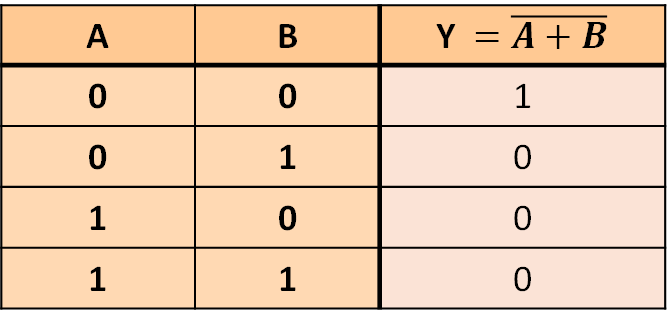 A B Y = $\overline{A + B}$
0 0 1
0 1 0
1 0 0
1 1 0